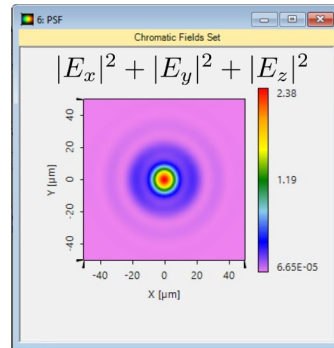 6: PSF
Chromatic Fields Set
|E_x|^2 + |E_y|^2 + |E_z|^2
2.38
1.19
6.65E-05
Y [µm]
40
20
0
-20
-40
-40 -20 0 20 40
X [µm]